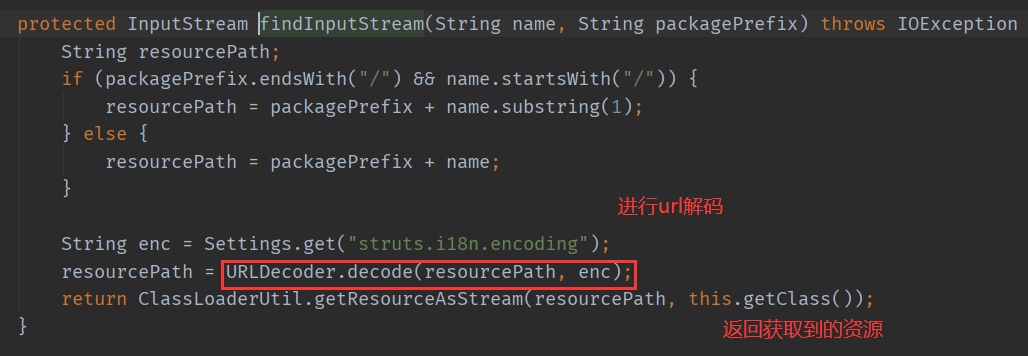 protected InputStream findInputStream(String name, String packagePrefix) throws IOException
String resourcePath;
if (packagePrefix.endsWith("/") && name.startsWith("/")) {
resourcePath = packagePrefix + name.substring(1);
} else {
resourcePath = packagePrefix + name;
}
进行url解码
String enc = Settings.get("struts.i18n.encoding");
resourcePath = URLDecoder.decode(resourcePath, enc);
return ClassLoaderUtil.getResourceAsStream(resourcePath, this.getClass());
返回获取到的资源
}